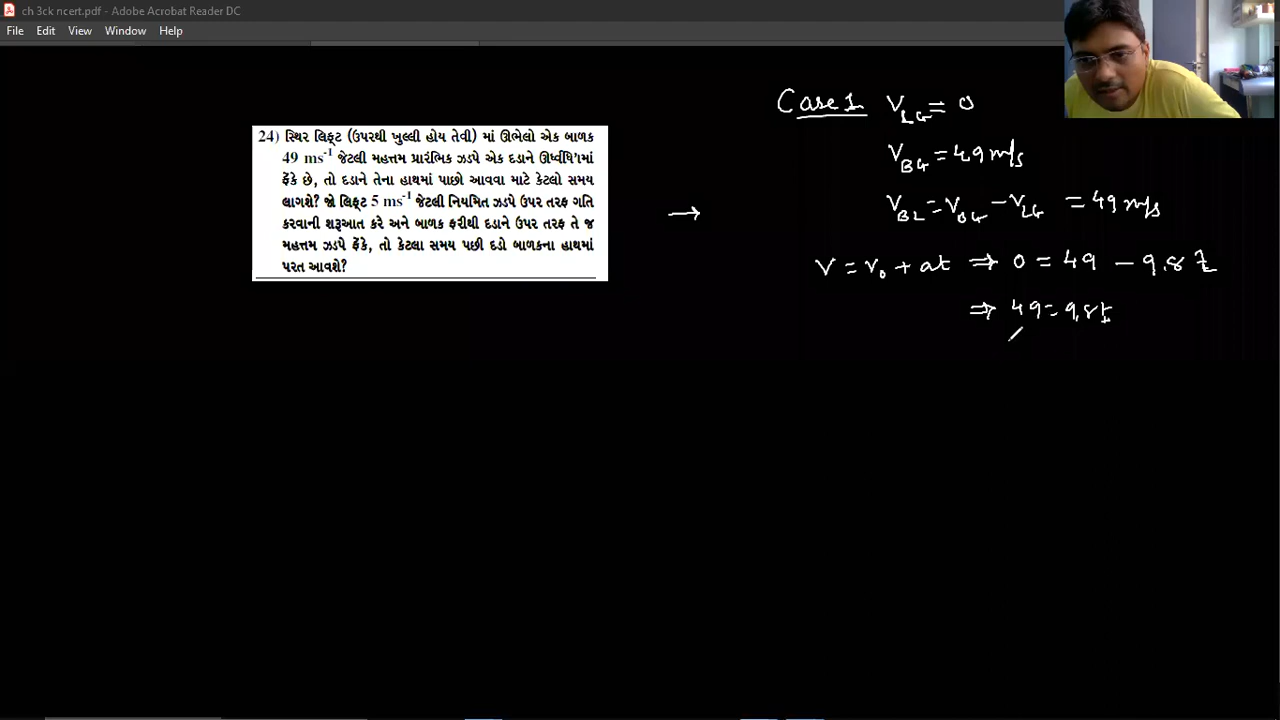 ch 3ck ncert.pdf - Adobe Acrobat Reader DC
File Edit View Window Help
24) સ્થિર લિફ્ટ (ઉપરથી ખુલ્લી હોય તેવી) માં ઊભેલો એક બાળક
49 ms⁻¹ જેટલી મહત્તમ પ્રારંભિક ઝડપે એક દડાને ઊર્ધ્વદિશામાં
ફેંકે છે, તો દડાને તેના હાથમાં પાછો આવવા માટે કેટલો સમય
લાગશે? જો લિફ્ટ 5 ms⁻¹ જેટલી નિયમિત ઝડપે ઉપર તરફ ગતિ
કરવાની શરૂઆત કરે અને બાળક ફરીથી દડાને ઉપર તરફ તે જ
મહત્તમ ઝડપે ફેંકે, તો કેટલા સમય પછી દડો બાળકના હાથમાં
પરત આવશે?
Case 1 V_LG = 0
V_BG = 49 m/s
→ V_BL = V_BG - V_LG = 49 m/s
V = V₀ + at ⇒ 0 = 49 - 9.8 t
⇒ 49 = 9.8t